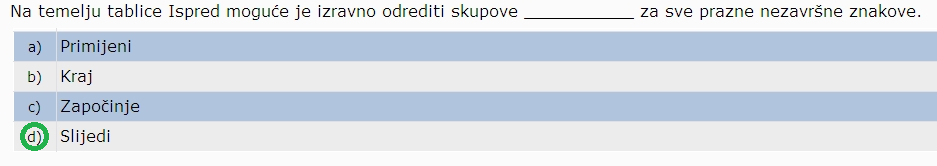 Na temelju tablice Ispred moguće je izravno odrediti skupove ____________ za sve prazne nezavršne znakove.
a) Primijeni
b) Kraj
c) Započinje
d) Slijedi